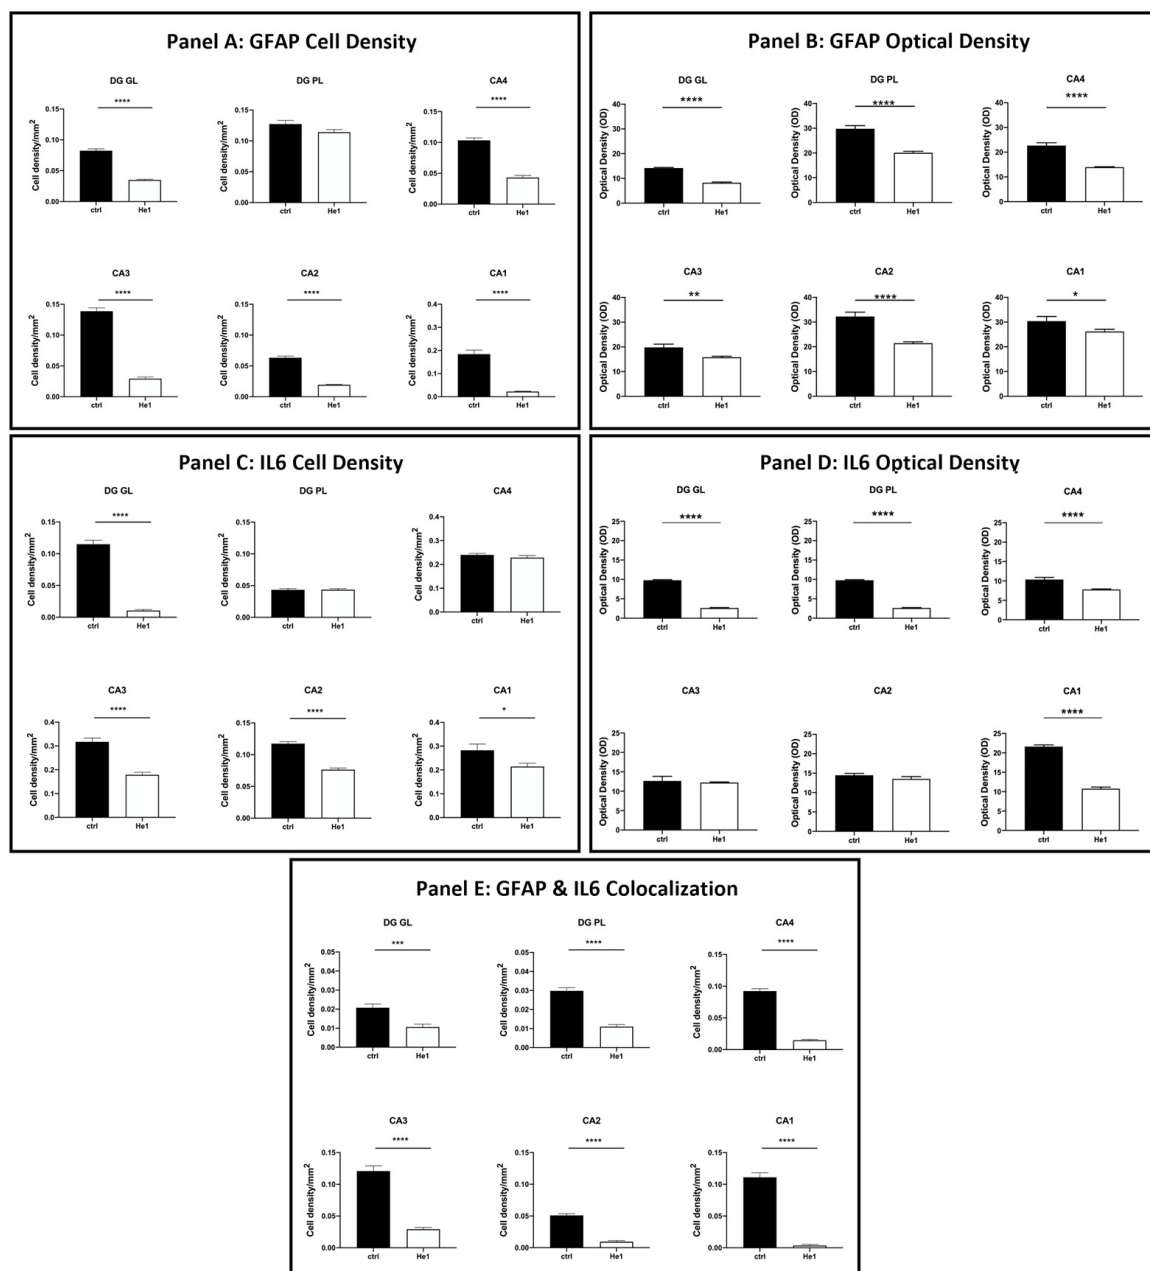 Panel A: GFAP Cell Density
DG GL
****
Cell density/mm²
0.15
0.10
0.05
0.00
ctrl
He1
DG PL
Cell density/mm²
0.15
0.10
0.05
0.00
ctrl
He1
CA4
****
Cell density/mm²
0.15
0.10
0.05
0.00
ctrl
He1
CA3
****
Cell density/mm²
0.15
0.10
0.05
0.00
ctrl
He1
CA2
****
Cell density/mm²
0.15
0.10
0.05
0.00
ctrl
He1
CA1
****
Cell density/mm²
0.4
0.3
0.2
0.1
0.0
ctrl
He1
Panel B: GFAP Optical Density
DG GL
****
Optical Density (OD)
40
30
20
10
0
ctrl
He1
DG PL
****
Optical Density (OD)
40
30
20
10
0
ctrl
He1
CA4
****
Optical Density (OD)
40
30
20
10
0
ctrl
He1
CA3
**
Optical Density (OD)
40
30
20
10
0
ctrl
He1
CA2
****
Optical Density (OD)
40
30
20
10
0
ctrl
He1
CA1
*
Optical Density (OD)
40
30
20
10
0
ctrl
He1
Panel C: IL6 Cell Density
DG GL
****
Cell density/mm²
0.15
0.10
0.05
0.00
ctrl
He1
DG PL
Cell density/mm²
0.15
0.10
0.05
0.00
ctrl
He1
CA4
Cell density/mm²
0.4
0.3
0.2
0.1
0.0
ctrl
He1
CA3
****
Cell density/mm²
0.4
0.3
0.2
0.1
0.0
ctrl
He1
CA2
****
Cell density/mm²
0.15
0.10
0.05
0.00
ctrl
He1
CA1
*
Cell density/mm²
0.4
0.3
0.2
0.1
0.0
ctrl
He1
Panel D: IL6 Optical Density
DG GL
****
Optical Density (OD)
25
20
15
10
5
0
ctrl
He1
DG PL
****
Optical Density (OD)
25
20
15
10
5
0
ctrl
He1
CA4
****
Optical Density (OD)
25
20
15
10
5
0
ctrl
He1
CA3
Optical Density (OD)
25
20
15
10
5
0
ctrl
He1
CA2
Optical Density (OD)
25
20
15
10
5
0
ctrl
He1
CA1
****
Optical Density (OD)
25
20
15
10
5
0
ctrl
He1
Panel E: GFAP & IL6 Colocalization
DG GL
***
Cell density/mm²
0.05
0.04
0.03
0.02
0.01
0.00
ctrl
He1
DG PL
****
Cell density/mm²
0.05
0.04
0.03
0.02
0.01
0.00
ctrl
He1
CA4
****
Cell density/mm²
0.15
0.10
0.05
0.00
ctrl
He1
CA3
****
Cell density/mm²
0.15
0.10
0.05
0.00
ctrl
He1
CA2
****
Cell density/mm²
0.15
0.10
0.05
0.00
ctrl
He1
CA1
****
Cell density/mm²
0.15
0.10
0.05
0.00
ctrl
He1